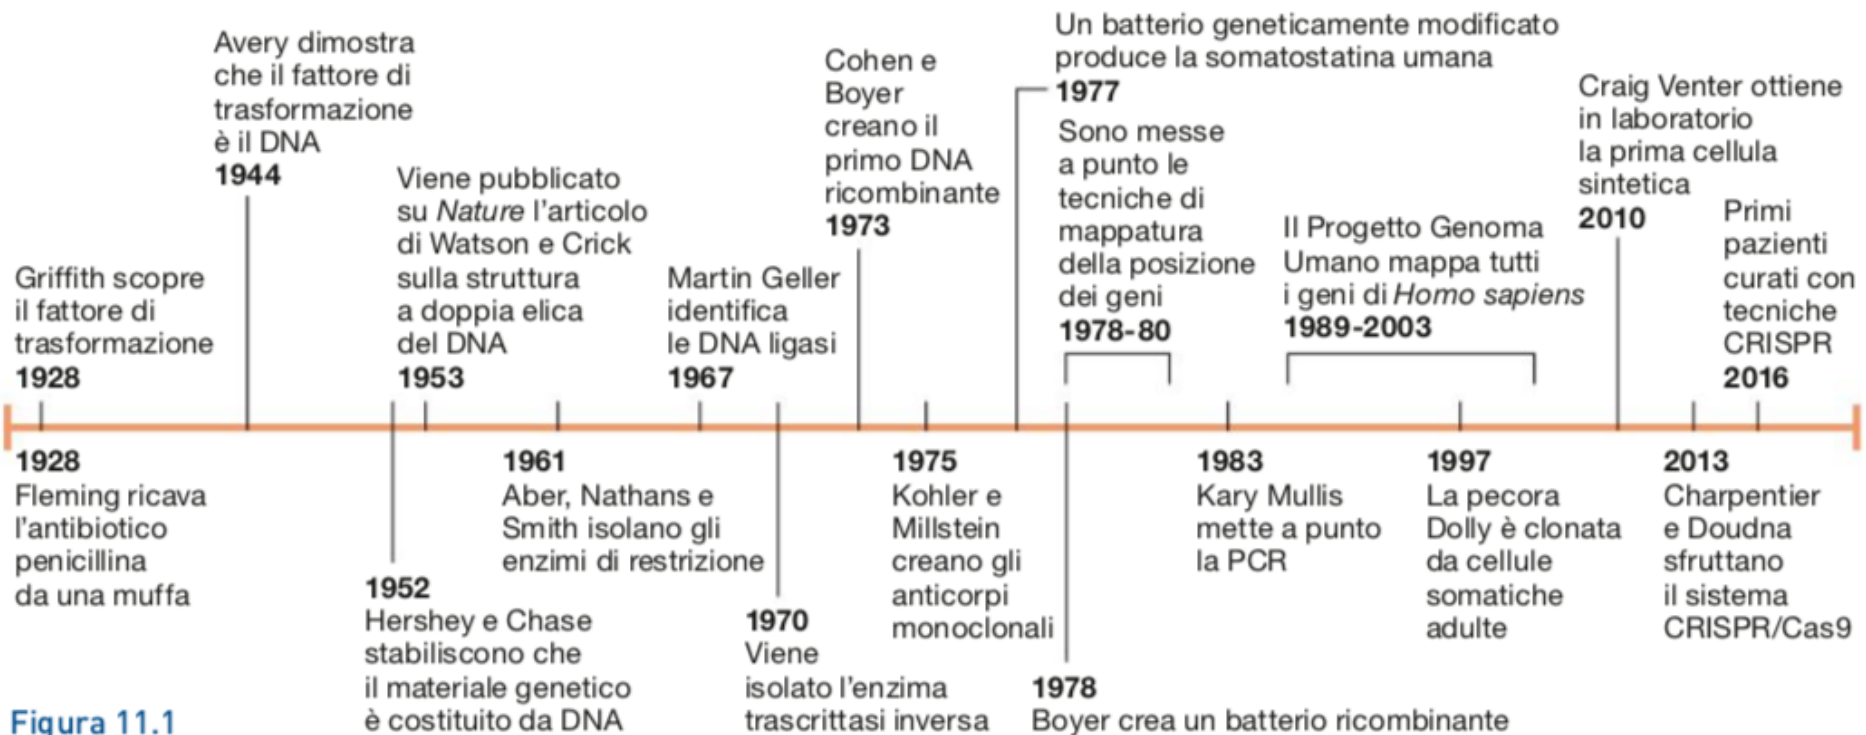 Griffith scopre
il fattore di
trasformazione
1928
Avery dimostra
che il fattore di
trasformazione
è il DNA
1944
Viene pubblicato
su Nature l'articolo
di Watson e Crick
sulla struttura
a doppia elica
del DNA
1953
Martin Geller
identifica
le DNA ligasi
1967
Cohen e
Boyer
creano il
primo DNA
ricombinante
1973
Un batterio geneticamente modificato
produce la somatostatina umana
1977
Sono messe
a punto le
tecniche di
mappatura
della posizione
dei geni
1978-80
Il Progetto Genoma
Umano mappa tutti
i geni di Homo sapiens
1989-2003
Craig Venter ottiene
in laboratorio
la prima cellula
sintetica
2010
Primi
pazienti
curati con
tecniche
CRISPR
2016
1928
Fleming ricava
l'antibiotico
penicillina
da una muffa
1952
Hershey e Chase
stabiliscono che
il materiale genetico
è costituito da DNA
1961
Aber, Nathans e
Smith isolano gli
enzimi di restrizione
1970
Viene
isolato l'enzima
trascrittasi inversa
1975
Kohler e
Millstein
creano gli
anticorpi
monoclonali
1978
Boyer crea un batterio ricombinante
1983
Kary Mullis
mette a punto
la PCR
1997
La pecora
Dolly è clonata
da cellule
somatiche
adulte
2013
Charpentier
e Doudna
sfruttano
il sistema
CRISPR/Cas9
Figura 11.1